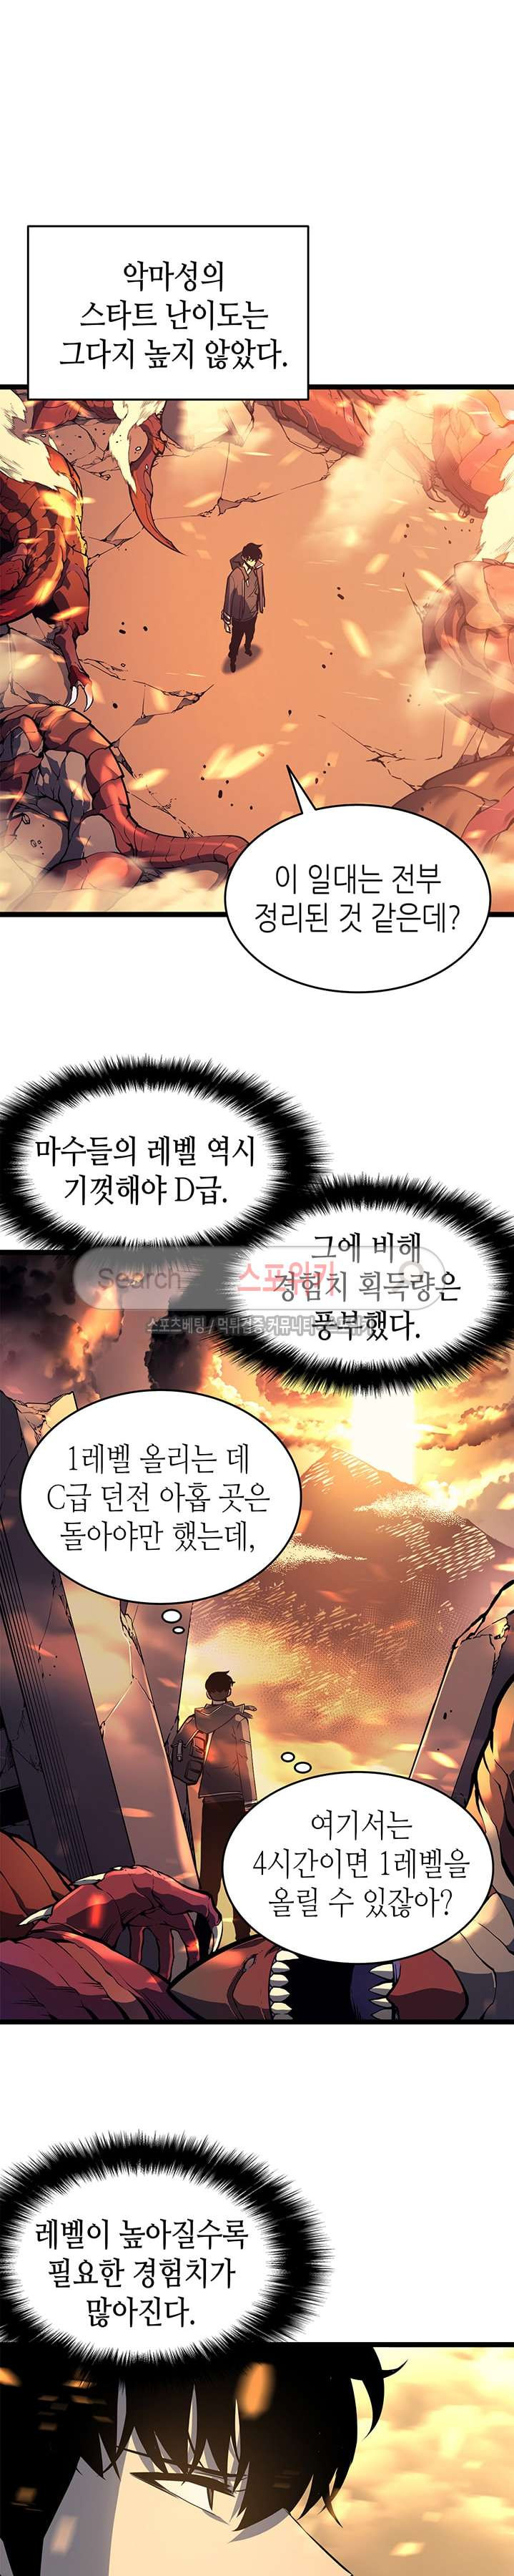 악마성의
스타트 난이도는
그다지 높지 않았다.
이 일대는 전부
정리된 것 같은데?
마수들의 레벨 역시
기껏해야 D급.
그에 비해
경험치 획득량은
풍부했다.
Search 스포위키
스포츠베팅 / 먹튀검증커뮤니티
1레벨 올리는 데
C급 던전 아홉 곳은
돌아야만 했는데,
여기서는
4시간이면 1레벨을
올릴 수 있잖아?
레벨이 높아질수록
필요한 경험치가
많아진다.